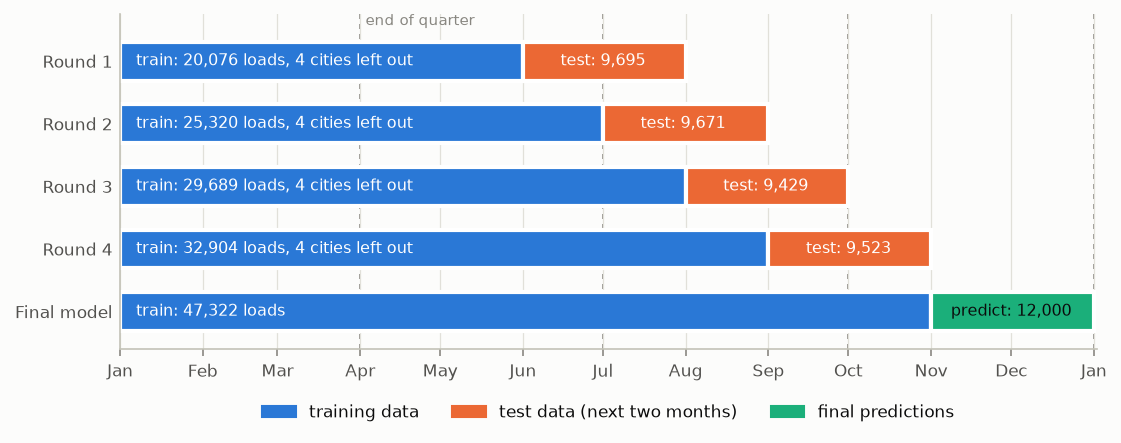 end of quarter
Round 1
train: 20,076 loads, 4 cities left out
test: 9,695
Round 2
train: 25,320 loads, 4 cities left out
test: 9,671
Round 3
train: 29,689 loads, 4 cities left out
test: 9,429
Round 4
train: 32,904 loads, 4 cities left out
test: 9,523
Final model
train: 47,322 loads
predict: 12,000
Jan Feb Mar Apr May Jun Jul Aug Sep Oct Nov Dec Jan
training data
test data (next two months)
final predictions